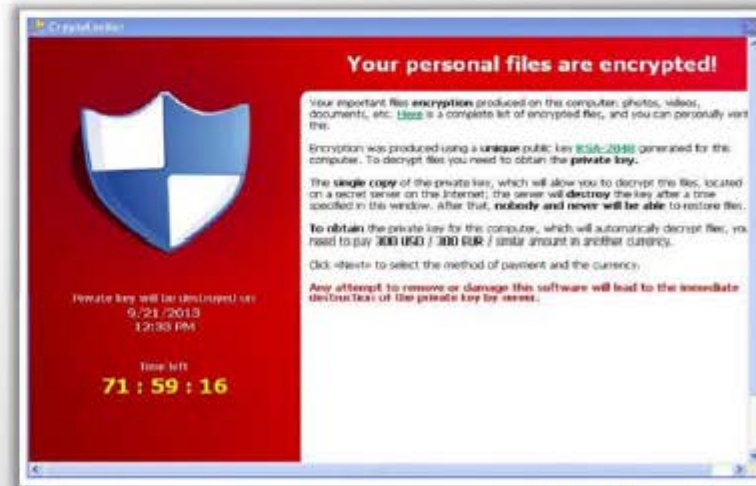 CryptoLocker
Your personal files are encrypted!
Your important files encryption produced on this computer: photos, videos,
documents, etc. Here is a complete list of encrypted files, and you can personally veri
this.
Encryption was produced using a unique public key RSA-2048 generated for this
computer. To decrypt files you need to obtain the private key.
The single copy of the private key, which will allow you to decrypt the files, located
on a secret server on the Internet; the server will destroy the key after a time
specified in this window. After that, nobody and never will be able to restore files.
To obtain the private key for this computer, which will automatically decrypt files, you
need to pay 300 USD / 300 EUR / similar amount in another currency.
Click «Next» to select the method of payment and the currency.
Any attempt to remove or damage this software will lead to the immediate
destruction of the private key by server.
Private key will be destroyed on
9/21/2013
12:38 PM
Time left
71 : 59 : 16